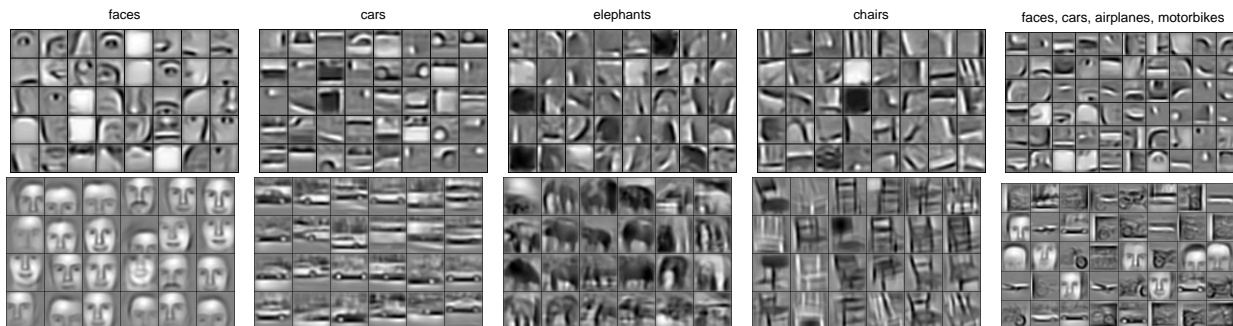 faces
cars
elephants
chairs
faces, cars, airplanes, motorbikes